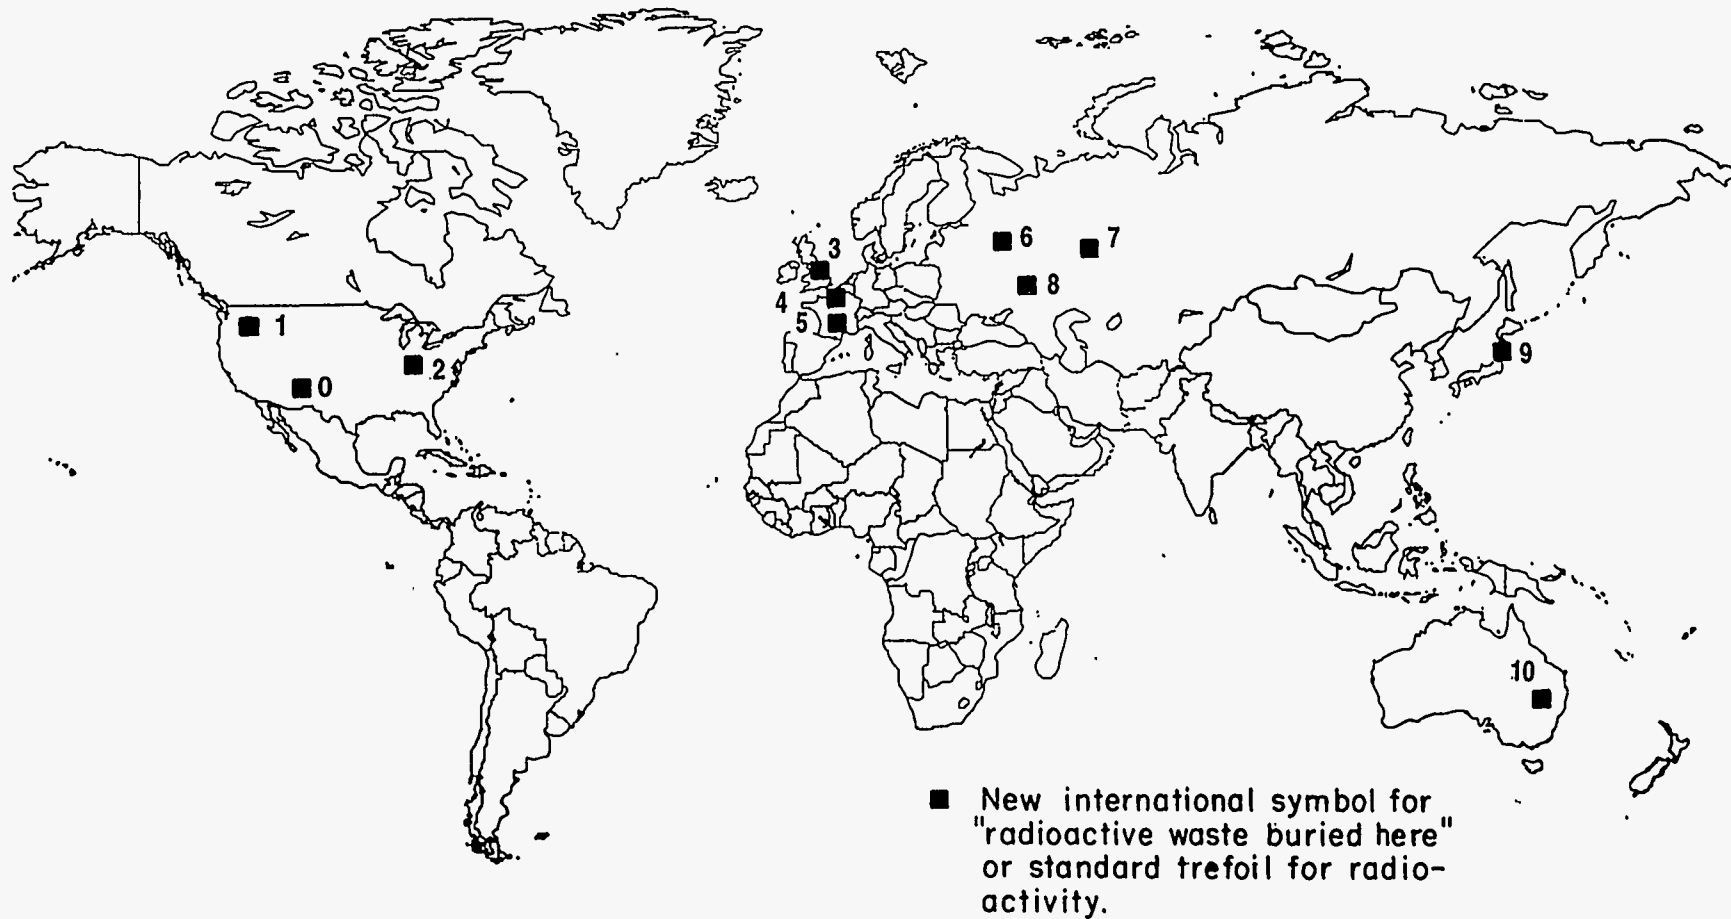 3
6
7
4
8
5
1
9
2
0
10
■ New international symbol for
"radioactive waste buried here"
or standard trefoil for radio-
activity.